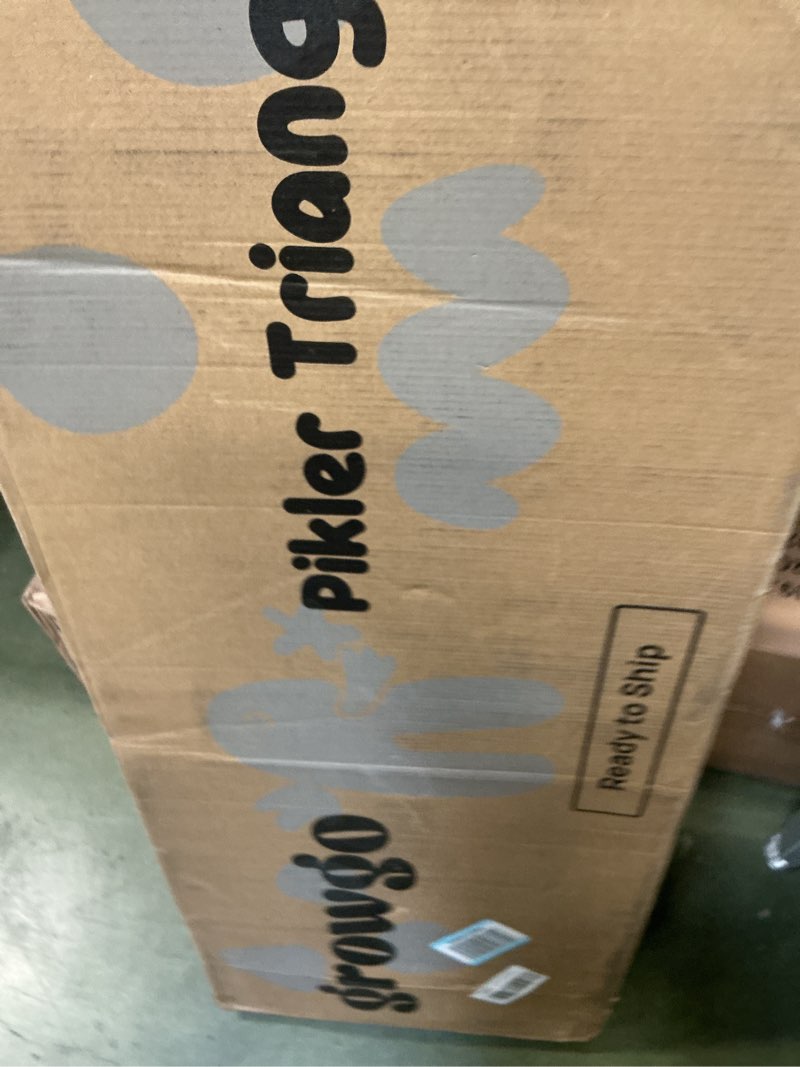 growgo
pikler Triang
Ready to Ship